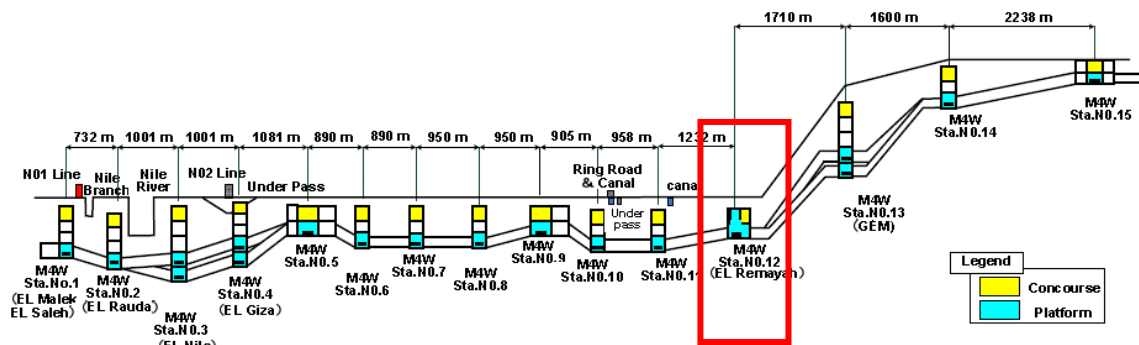 1710 m
1600 m
2238 m
732 m
1001 m
1001 m
1081 m
890 m
890 m
950 m
950 m
905 m
958 m
1232 m
N01 Line
Nile
Branch
Nile
River
N02 Line
Under Pass
Ring Road
& Canal
Under
pass
canal
M4W
Sta.No.1
(EL Malek
EL Saleh)
M4W
Sta.N0.2
(EL Rauda)
M4W
Sta.N0.3
(EL Nile)
M4W
Sta.N0.4
(EL Giza)
M4W
Sta.N0.5
M4W
Sta.N0.6
M4W
Sta.N0.7
M4W
Sta.N0.8
M4W
Sta.N0.9
M4W
Sta.N0.10
M4W
Sta.N0.11
M4W
Sta.N0.12
(EL Remayah)
M4W
Sta.N0.13
(GEM)
M4W
Sta.N0.14
M4W
Sta.N0.15
Legend
Concourse
Platform